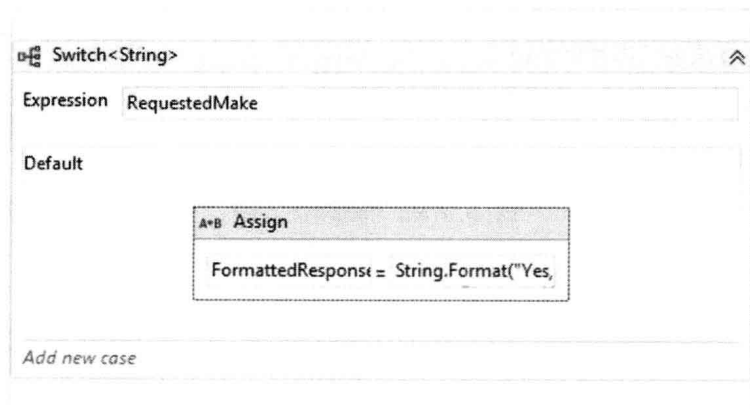 Switch<String>
Expression RequestedMake
Default
A+B Assign
FormattedResponse = String.Format("Yes,
Add new case